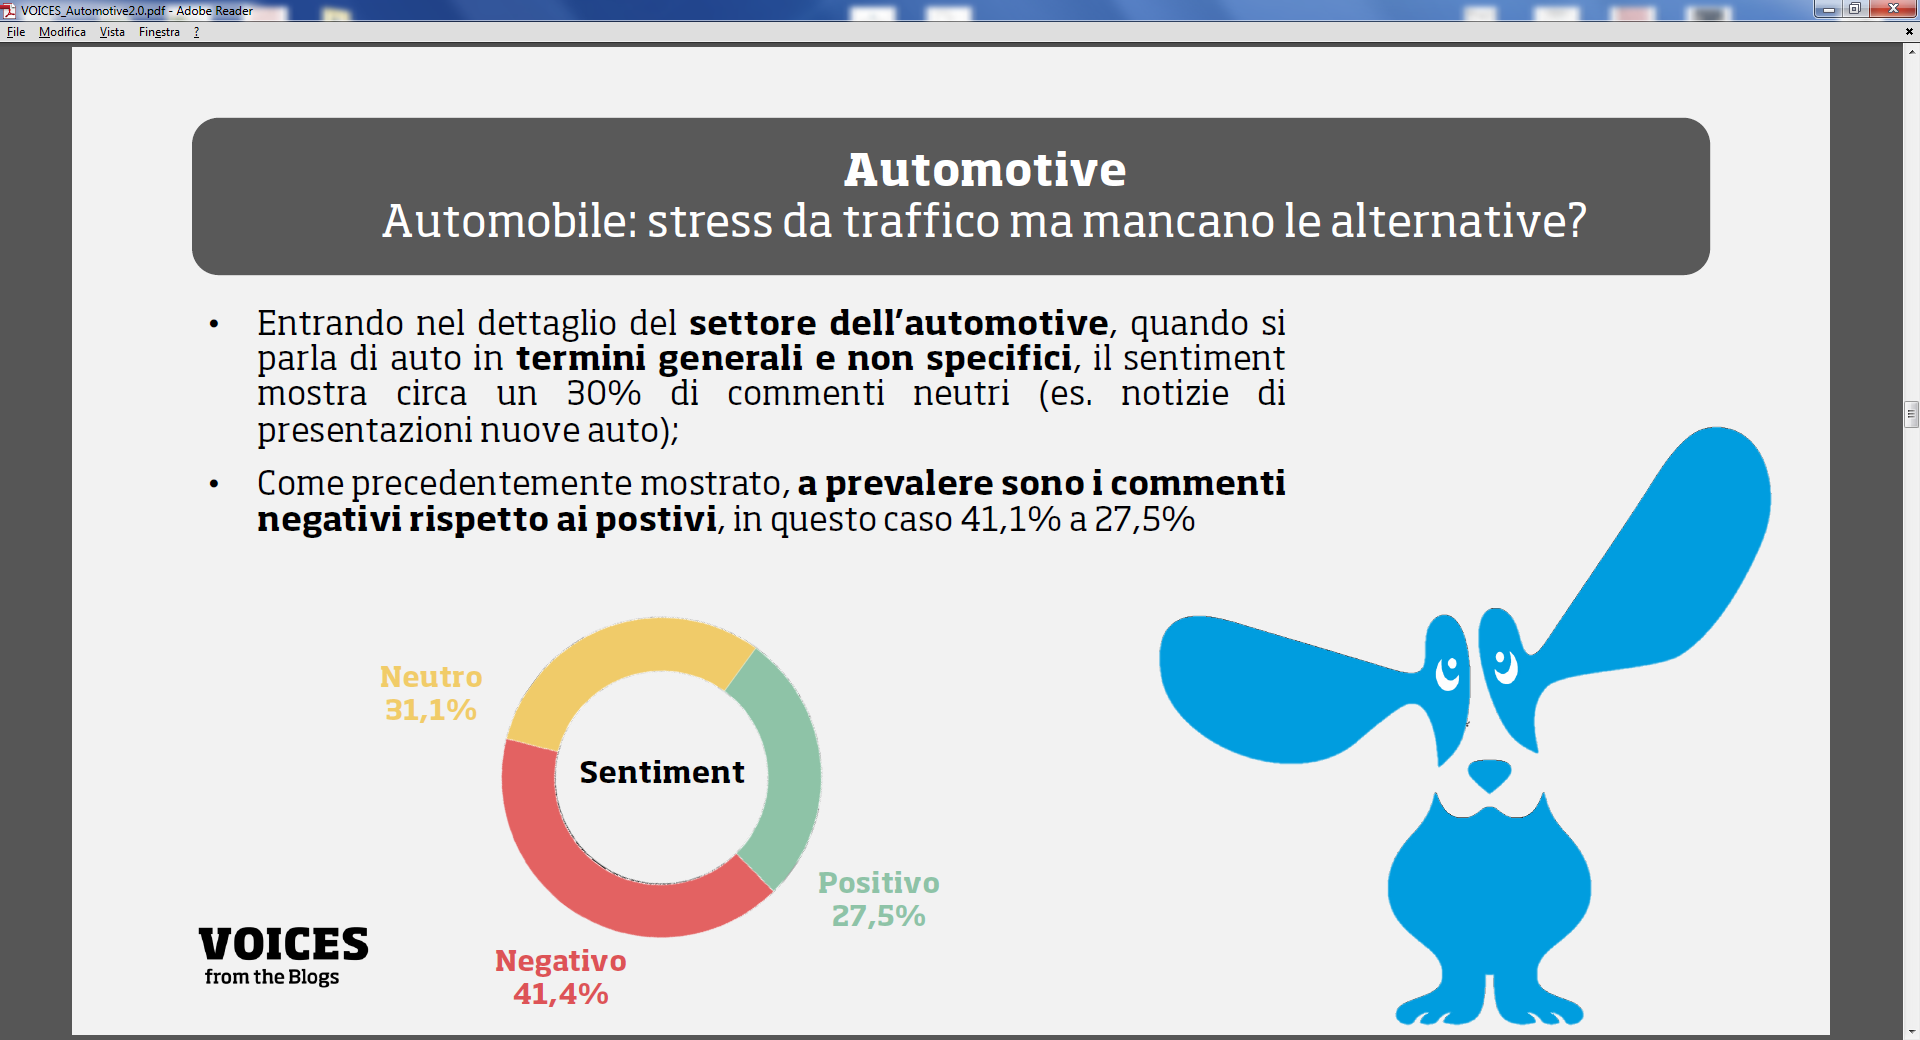 VOICES_Automotive2.0.pdf - Adobe Reader
File Modifica Vista Finestra ?
Automotive
Automobile: stress da traffico ma mancano le alternative?
• Entrando nel dettaglio del settore dell'automotive, quando si
parla di auto in termini generali e non specifici, il sentiment
mostra circa un 30% di commenti neutri (es. notizie di
presentazioni nuove auto);
• Come precedentemente mostrato, a prevalere sono i commenti
negativi rispetto ai postivi, in questo caso 41,1% a 27,5%
Neutro
31,1%
Sentiment
Positivo
27,5%
Negativo
41,4%
VOICES
from the Blogs